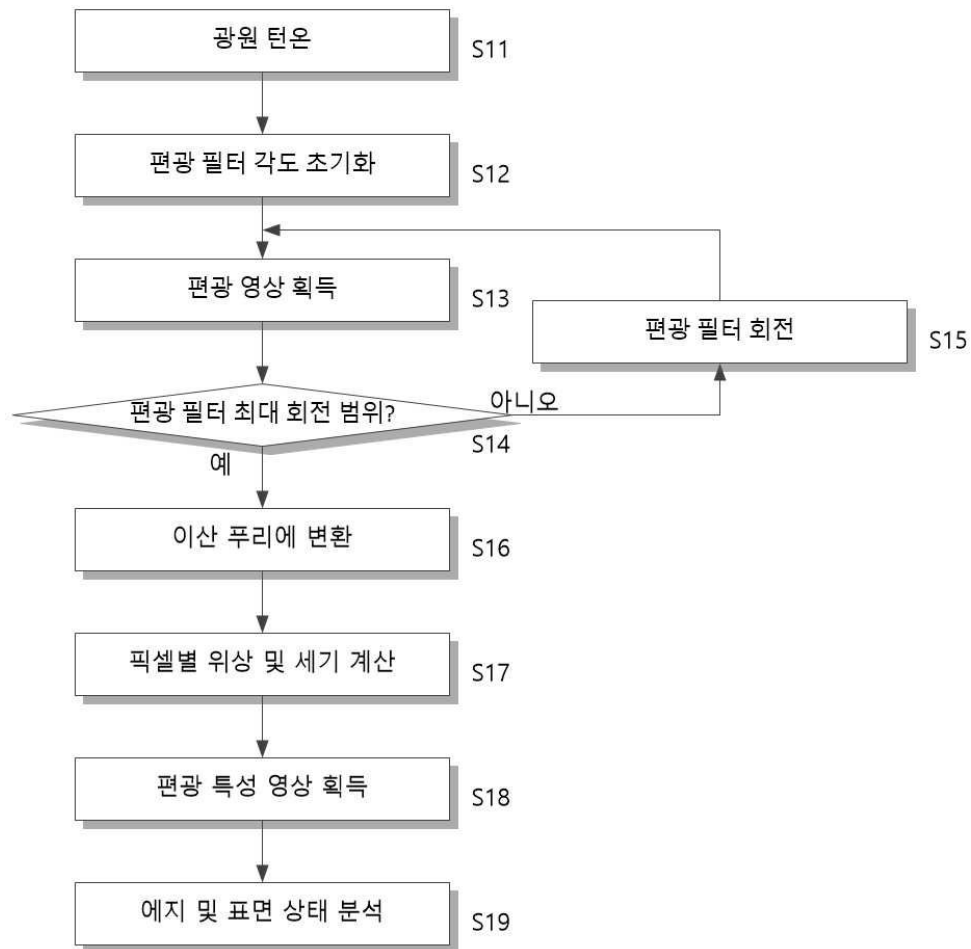 광원 턴온
S11
편광 필터 각도 초기화
S12
편광 영상 획득
S13
편광 필터 회전
S15
편광 필터 최대 회전 범위?
아니오
S14
예
이산 푸리에 변환
S16
픽셀별 위상 및 세기 계산
S17
편광 특성 영상 획득
S18
에지 및 표면 상태 분석
S19